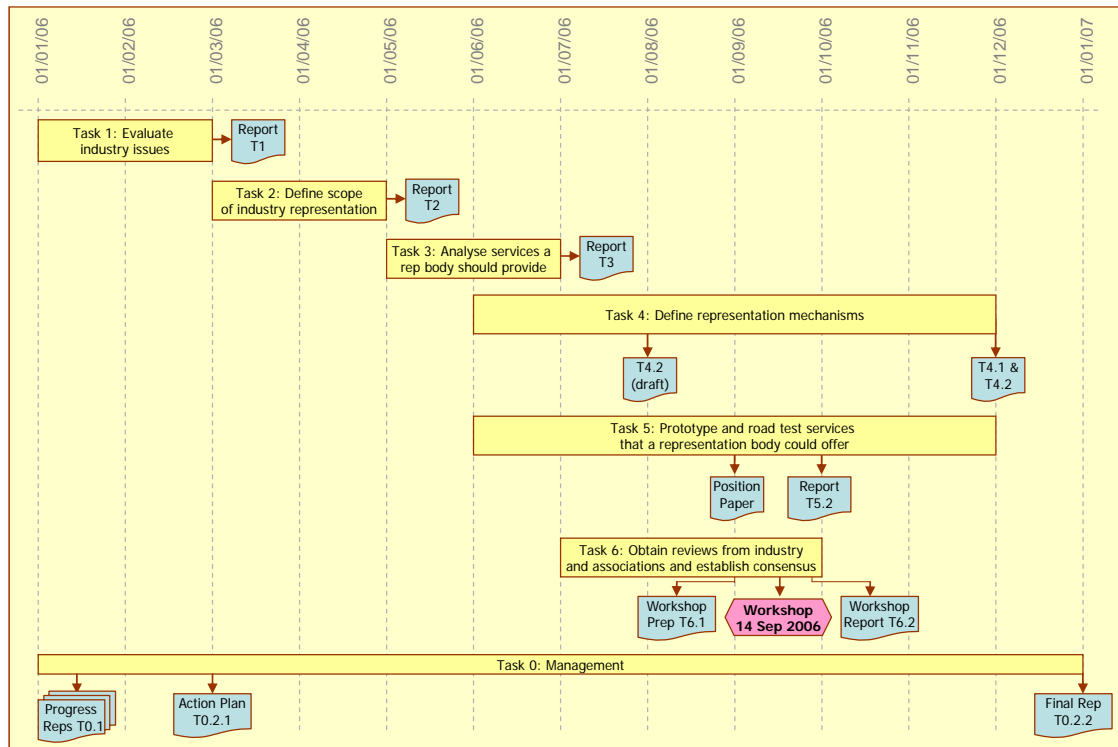 01/01/06
01/02/06
01/03/06
01/04/06
01/05/06
01/06/06
01/07/06
01/08/06
01/09/06
01/10/06
01/11/06
01/12/06
01/01/07
Task 1: Evaluate
industry issues
Report
T1
Task 2: Define scope
of industry representation
Report
T2
Task 3: Analyse services a
rep body should provide
Report
T3
Task 4: Define representation mechanisms
T4.2
(draft)
T4.1 &
T4.2
Task 5: Prototype and road test services
that a representation body could offer
Position
Paper
Report
T5.2
Task 6: Obtain reviews from industry
and associations and establish consensus
Workshop
Prep T6.1
Workshop
14 Sep 2006
Workshop
Report T6.2
Task 0: Management
Progress
Reps T0.1
Action Plan
T0.2.1
Final Rep
T0.2.2